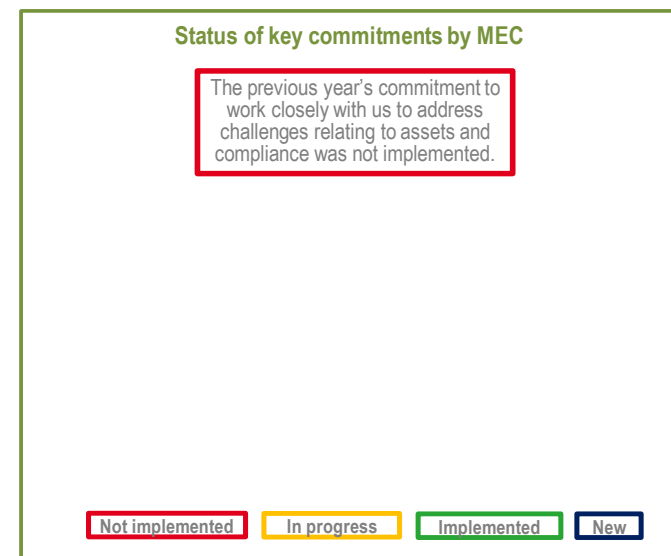 Status of key commitments by MEC
The previous year's commitment to
work closely with us to address
challenges relating to assets and
compliance was not implemented.
Not implemented
In progress
Implemented
New